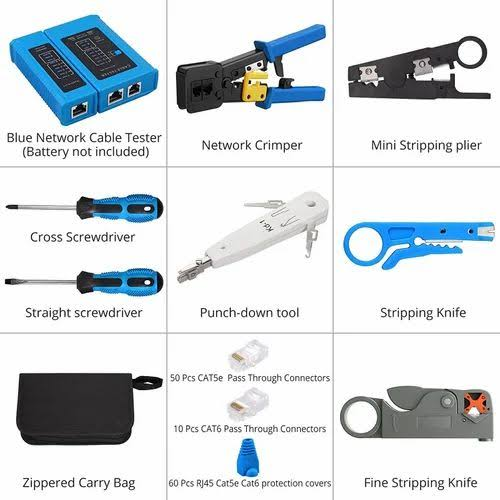 Blue Network Cable Tester
(Battery not included)
Network Crimper
Mini Stripping plier
Cross Screwdriver
Straight screwdriver
Kd-1
Punch-down tool
Stripping Knife
Zippered Carry Bag
50 Pcs CAT5e Pass Through Connectors
10 Pcs CAT6 Pass Through Connectors
60 Pcs RJ45 Cat5e Cat6 protection covers
Fine Stripping Knife